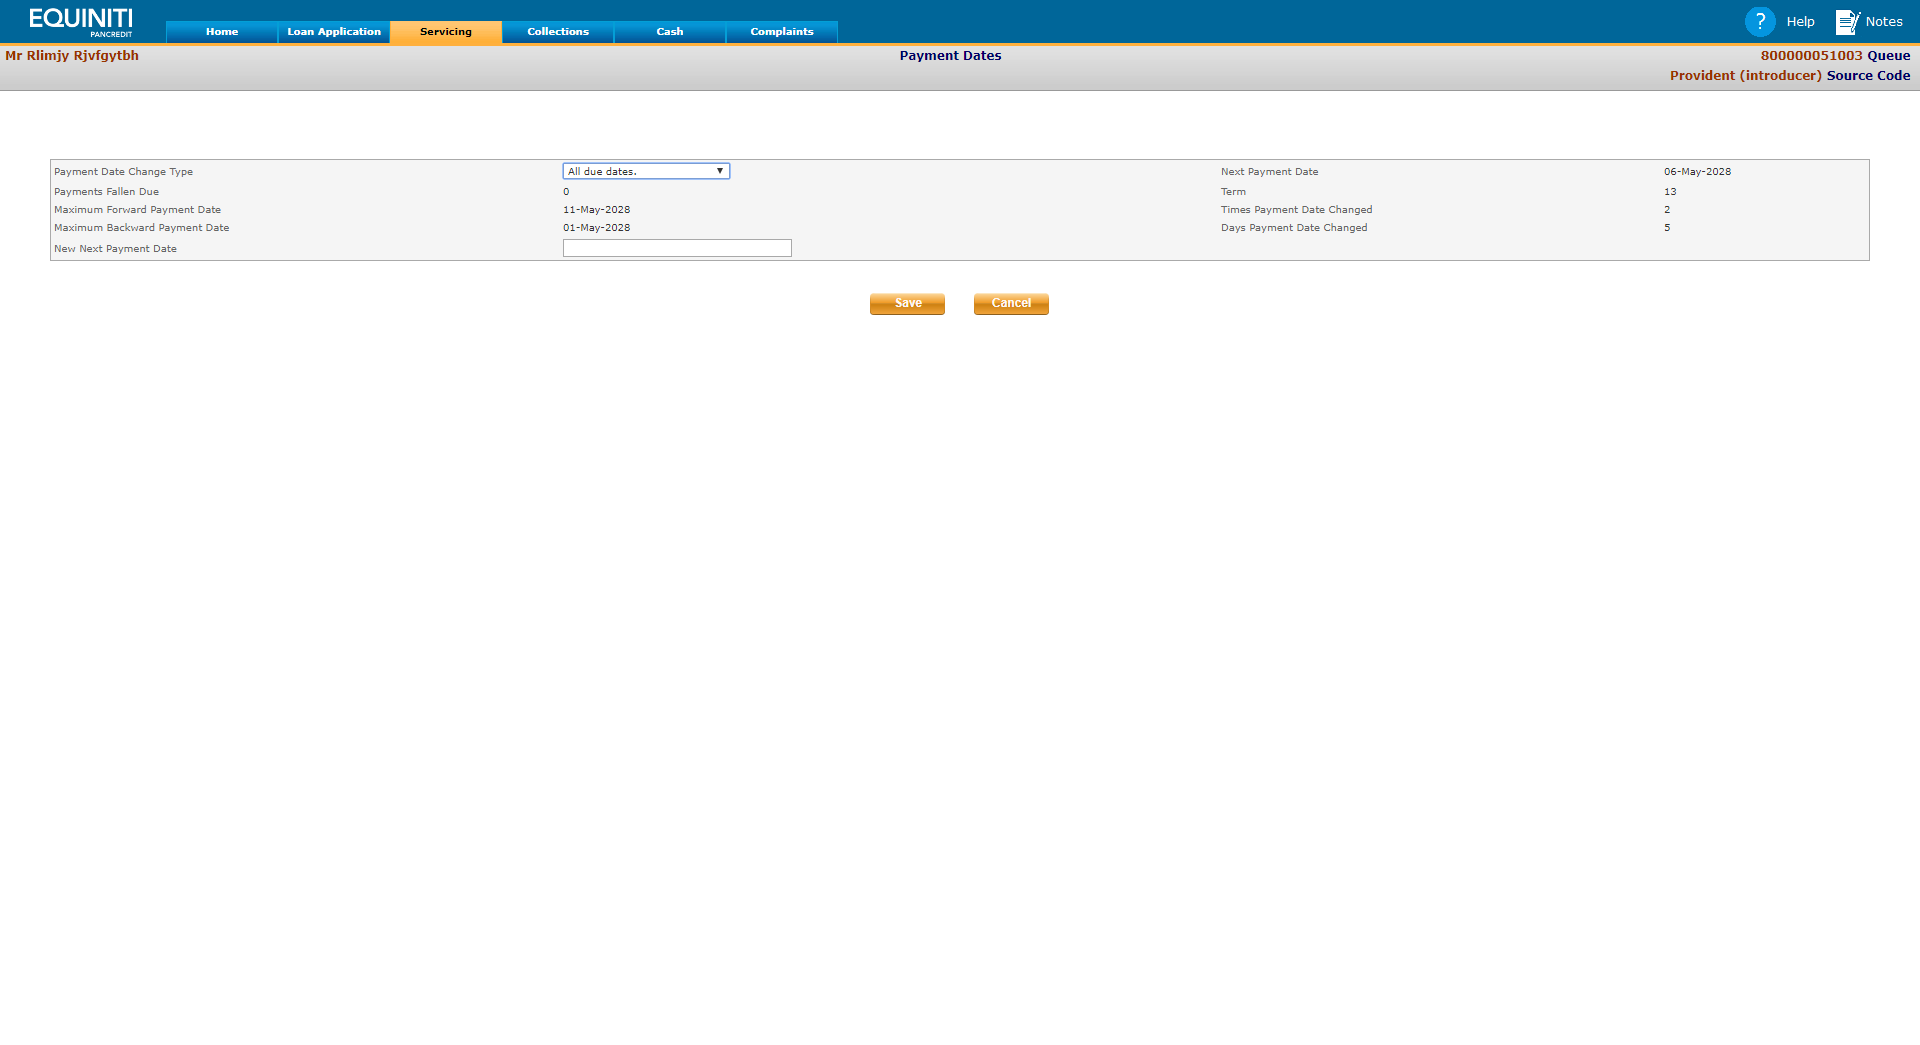 EQUINITI
PANCREDIT
Home Loan Application Servicing Collections Cash Complaints
? Help Notes
Mr Rlimjy Rjvfgytbh Payment Dates 800000051003 Queue
Provident (introducer) Source Code
Payment Date Change Type All due dates. Next Payment Date 06-May-2028
Payments Fallen Due 0 Term 13
Maximum Forward Payment Date 11-May-2028 Times Payment Date Changed 2
Maximum Backward Payment Date 01-May-2028 Days Payment Date Changed 5
New Next Payment Date
Save Cancel